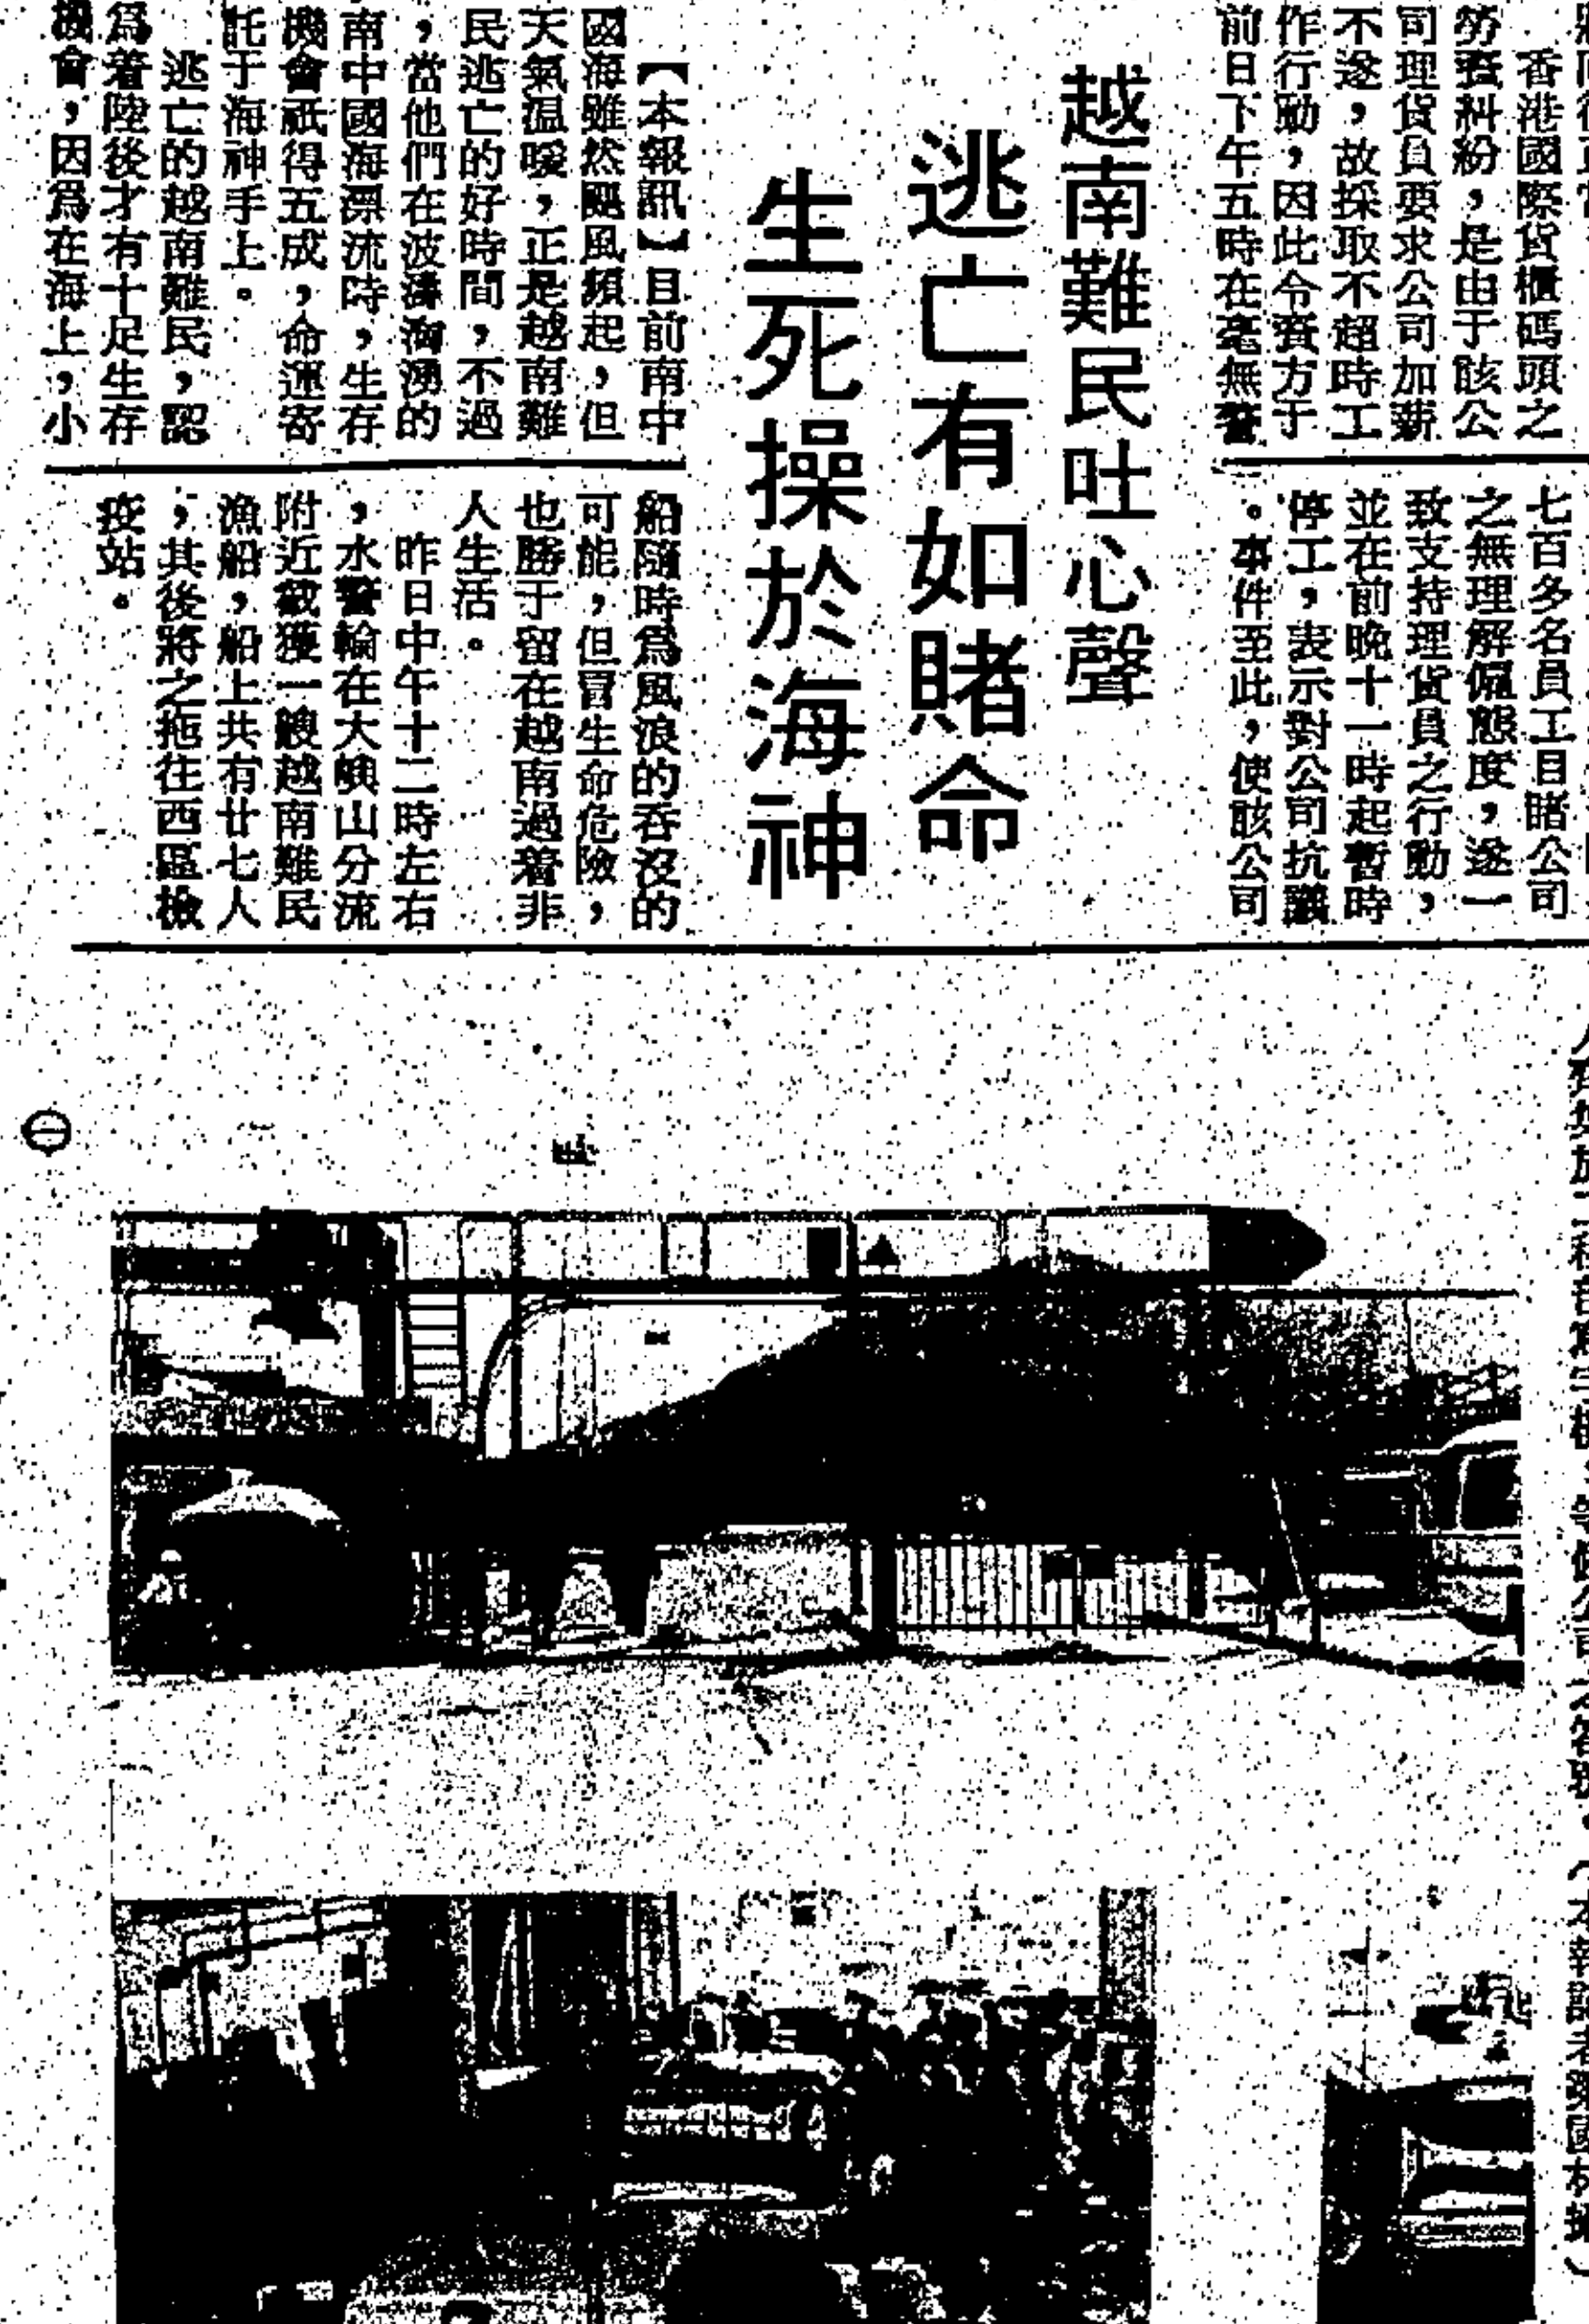 香港國際貨櫃碼頭之
勞資糾紛，是由于該公
司理貨員要求公司加薪
不遂，故採取不超時工
作行動，因此令資方于
前日下午五時在毫無警
七百多名員工目睹公司
之無理解僱態度，遂一
致支持理貨員之行動，
並在前晚十一時起暫時
停工，表示對公司抗議
。事件至此，使該公司
越南難民吐心聲
逃亡有如賭命
生死操於海神
【本報訊】目前南中
國海雖然颶風頻起，但
天氣溫暖，正是越南難
民逃亡的好時間，不過
，當他們在波濤洶湧的
南中國海漂流時，生存
機會祇得五成，命運寄
託于海神手上。
逃亡的越南難民，認
爲着陸後才有十足生存
機會，因爲在海上，小
船隨時爲風浪的吞沒的
可能，但冒生命危險，
也勝于留在越南過着非
人生活。
昨日中午十二時左右
，水警輪在大嶼山分流
附近截獲一艘越南難民
漁船，船上共有廿七人
，其後將之拖往西區檢
疫站。
㊀